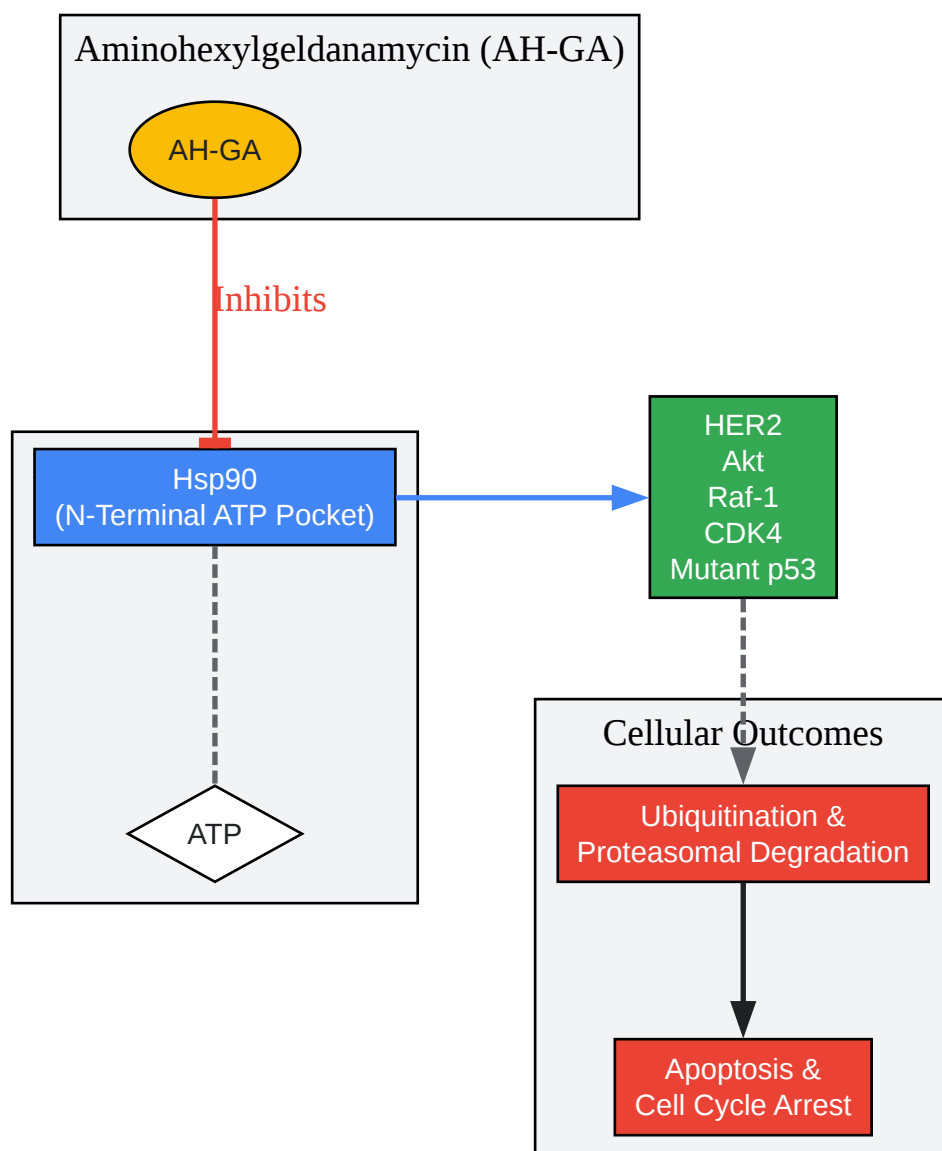 Aminohexylgeldanamycin (AH-GA)
AH-GA
Inhibits
Hsp90
(N-Terminal ATP Pocket)
ATP
HER2
Akt
Raf-1
CDK4
Mutant p53
Cellular Outcomes
Ubiquitination &
Proteasomal Degradation
Apoptosis &
Cell Cycle Arrest